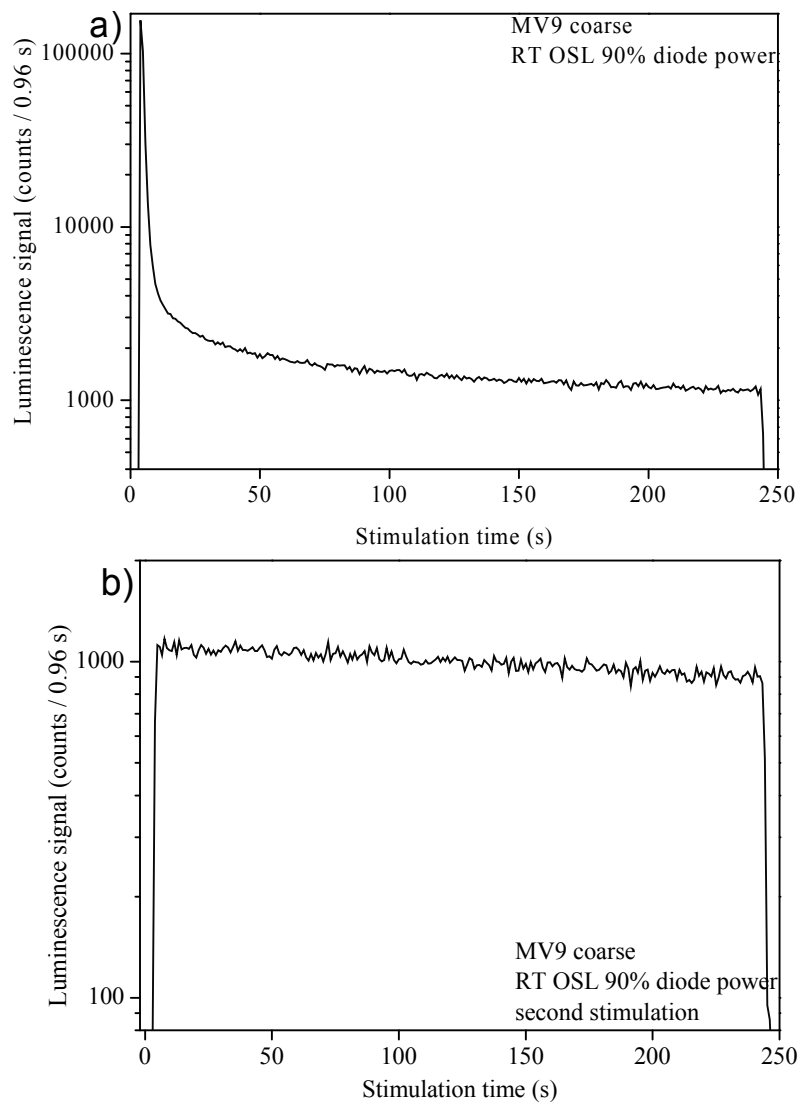 a)
MV9 coarse
RT OSL 90% diode power
100000
10000
1000
Luminescence signal (counts / 0.96 s)
0 50 100 150 200 250
Stimulation time (s)
b)
1000
100
Luminescence signal (counts / 0.96 s)
MV9 coarse
RT OSL 90% diode power
second stimulation
0 50 100 150 200 250
Stimulation time (s)